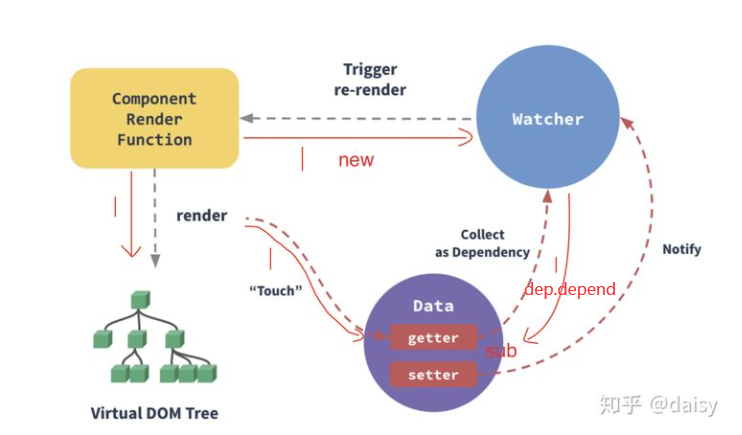 Trigger
re-render
Component
Render
Function
Watcher
new
render
Collect
as Dependency
Notify
"Touch"
dep.depend
Data
getter
sub
setter
Virtual DOM Tree
知乎 @daisy